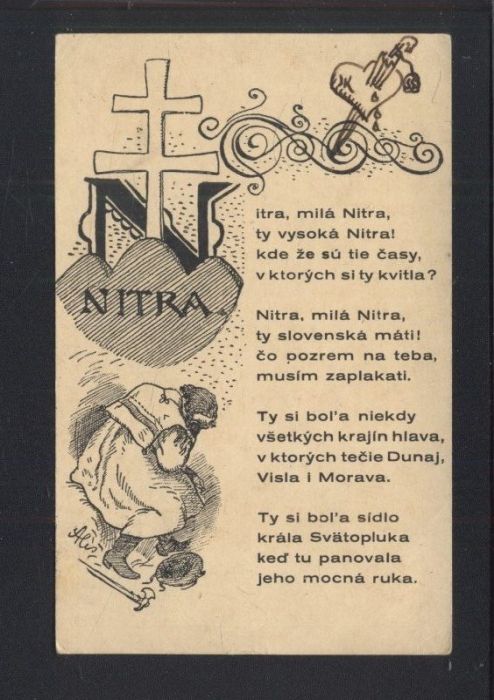 Nitra, milá Nitra,
ty vysoká Nitra!
kde že sú tie časy,
v ktorých si ty kvitla?
NITRA.
Nitra, milá Nitra,
ty slovenská máti!
čo pozrem na teba,
musím zaplakati.
Ty si bol'a niekdy
všetkých krajín hlava,
v ktorých tečie Dunaj,
Visla i Morava.
Ty si bol'a sídlo
krála Svätopluka
keď tu panovala
jeho mocná ruka.
Aleš